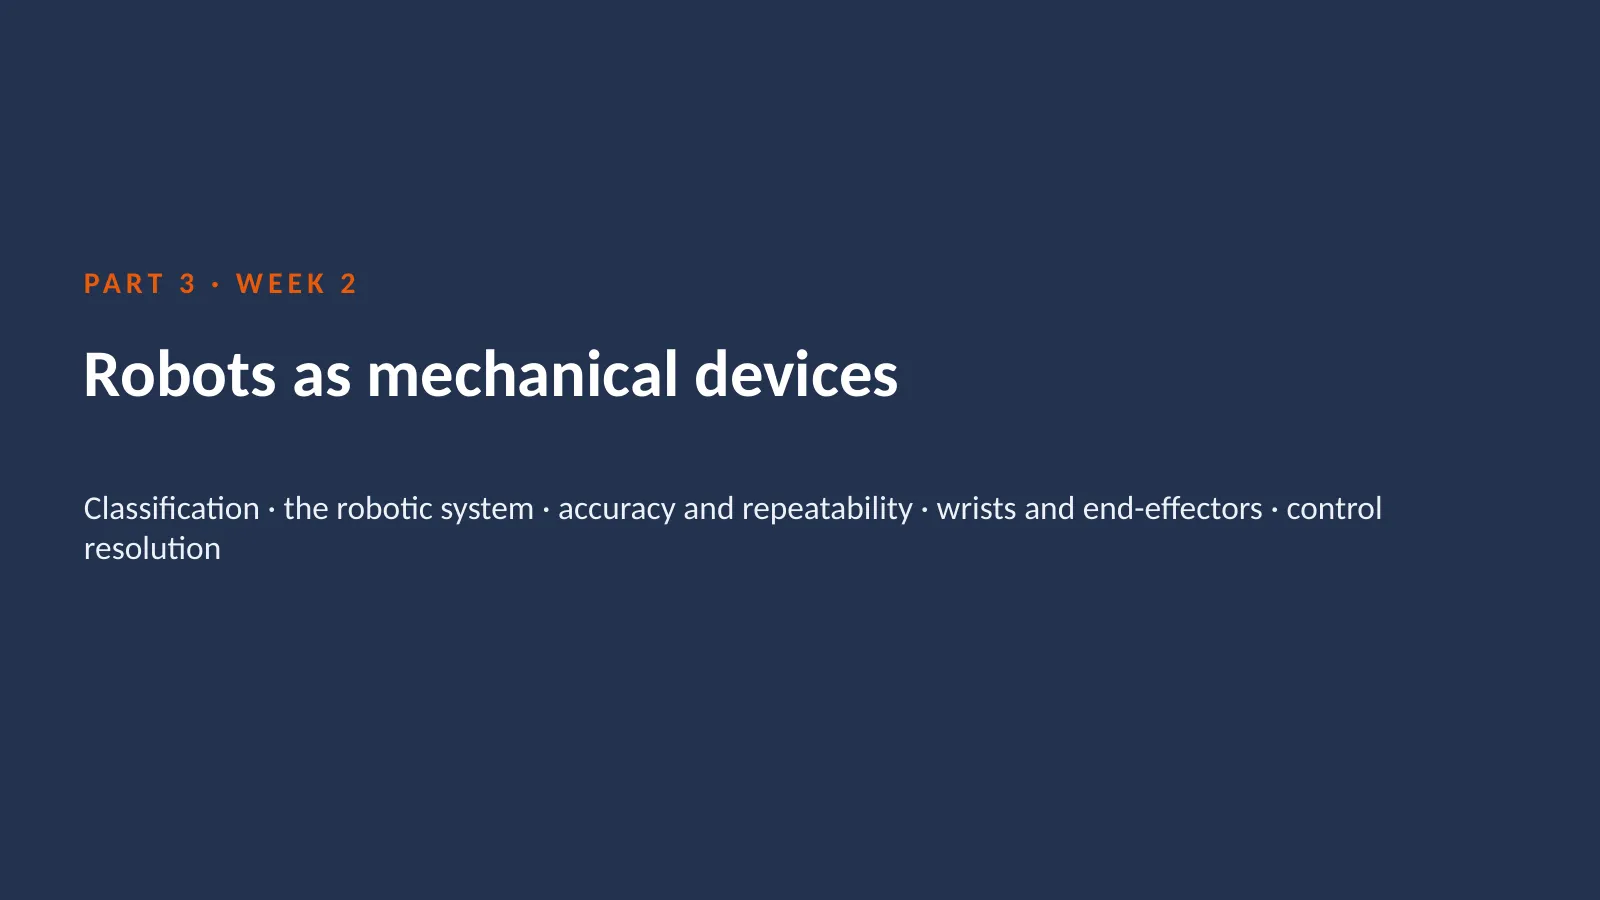 PART 3 · WEEK 2
Robots as mechanical devices
Classification · the robotic system · accuracy and repeatability · wrists and end-effectors · control
resolution